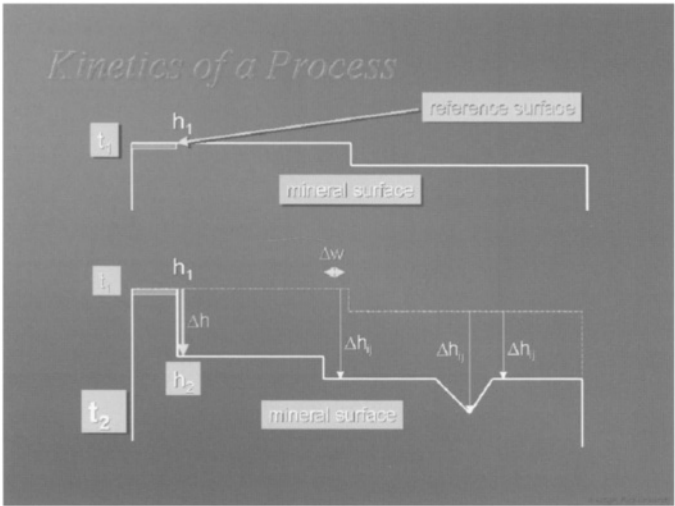 Kinetics of a Process
reference surface
h1
t1
mineral surface
Δw
t1
h1
Δh
Δhij
Δhij
Δhij
h2
t2
mineral surface